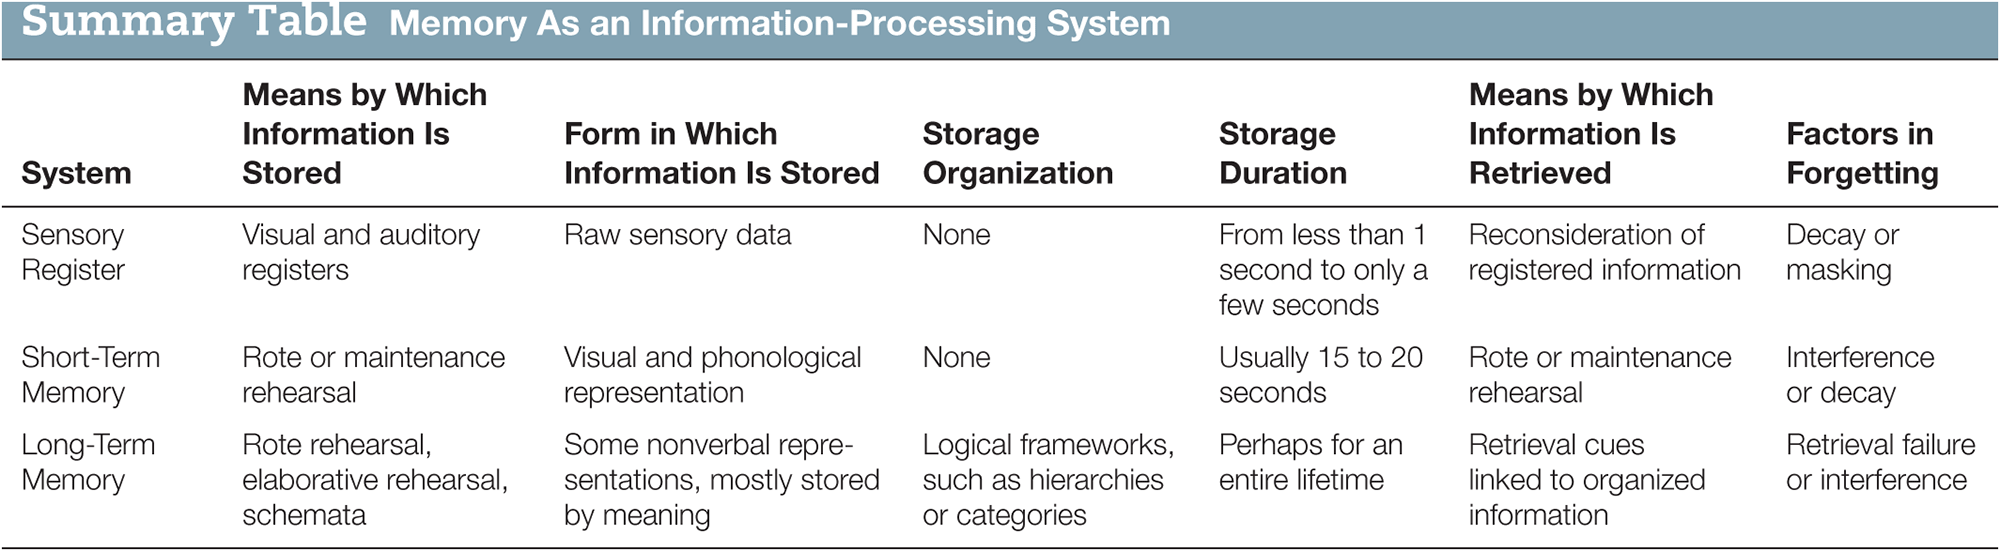 Summary Table Memory As an Information-Processing System
System
Means by Which
Information Is
Stored
Form in Which
Information Is Stored
Storage
Organization
Storage
Duration
Means by Which
Information Is
Retrieved
Factors in
Forgetting
Sensory
Register
Visual and auditory
registers
Raw sensory data
None
From less than 1
second to only a
few seconds
Reconsideration of
registered information
Decay or
masking
Short-Term
Memory
Rote or maintenance
rehearsal
Visual and phonological
representation
None
Usually 15 to 20
seconds
Rote or maintenance
rehearsal
Interference
or decay
Long-Term
Memory
Rote rehearsal,
elaborative rehearsal,
schemata
Some nonverbal repre-
sentations, mostly stored
by meaning
Logical frameworks,
such as hierarchies
or categories
Perhaps for an
entire lifetime
Retrieval cues
linked to organized
information
Retrieval failure
or interference